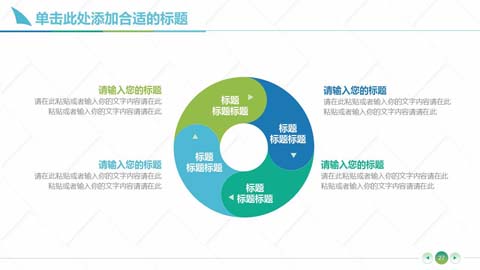 单击此处添加合适的标题
请输入您的标题
请在此粘贴或者输入你的文字内容请在此
粘贴或者输入你的文字内容请请在此
请输入您的标题
请在此粘贴或者输入你的文字内容请在此
粘贴或者输入你的文字内容请请在此
标题
标题标题
标题
标题标题
标题
标题标题
标题
标题标题
请输入您的标题
请在此粘贴或者输入你的文字内容请请在此
粘贴或者输入你的文字内容请请在此
请输入您的标题
请在此粘贴或者输入你的文字内容请请在此
粘贴或者输入你的文字内容请请在此
27